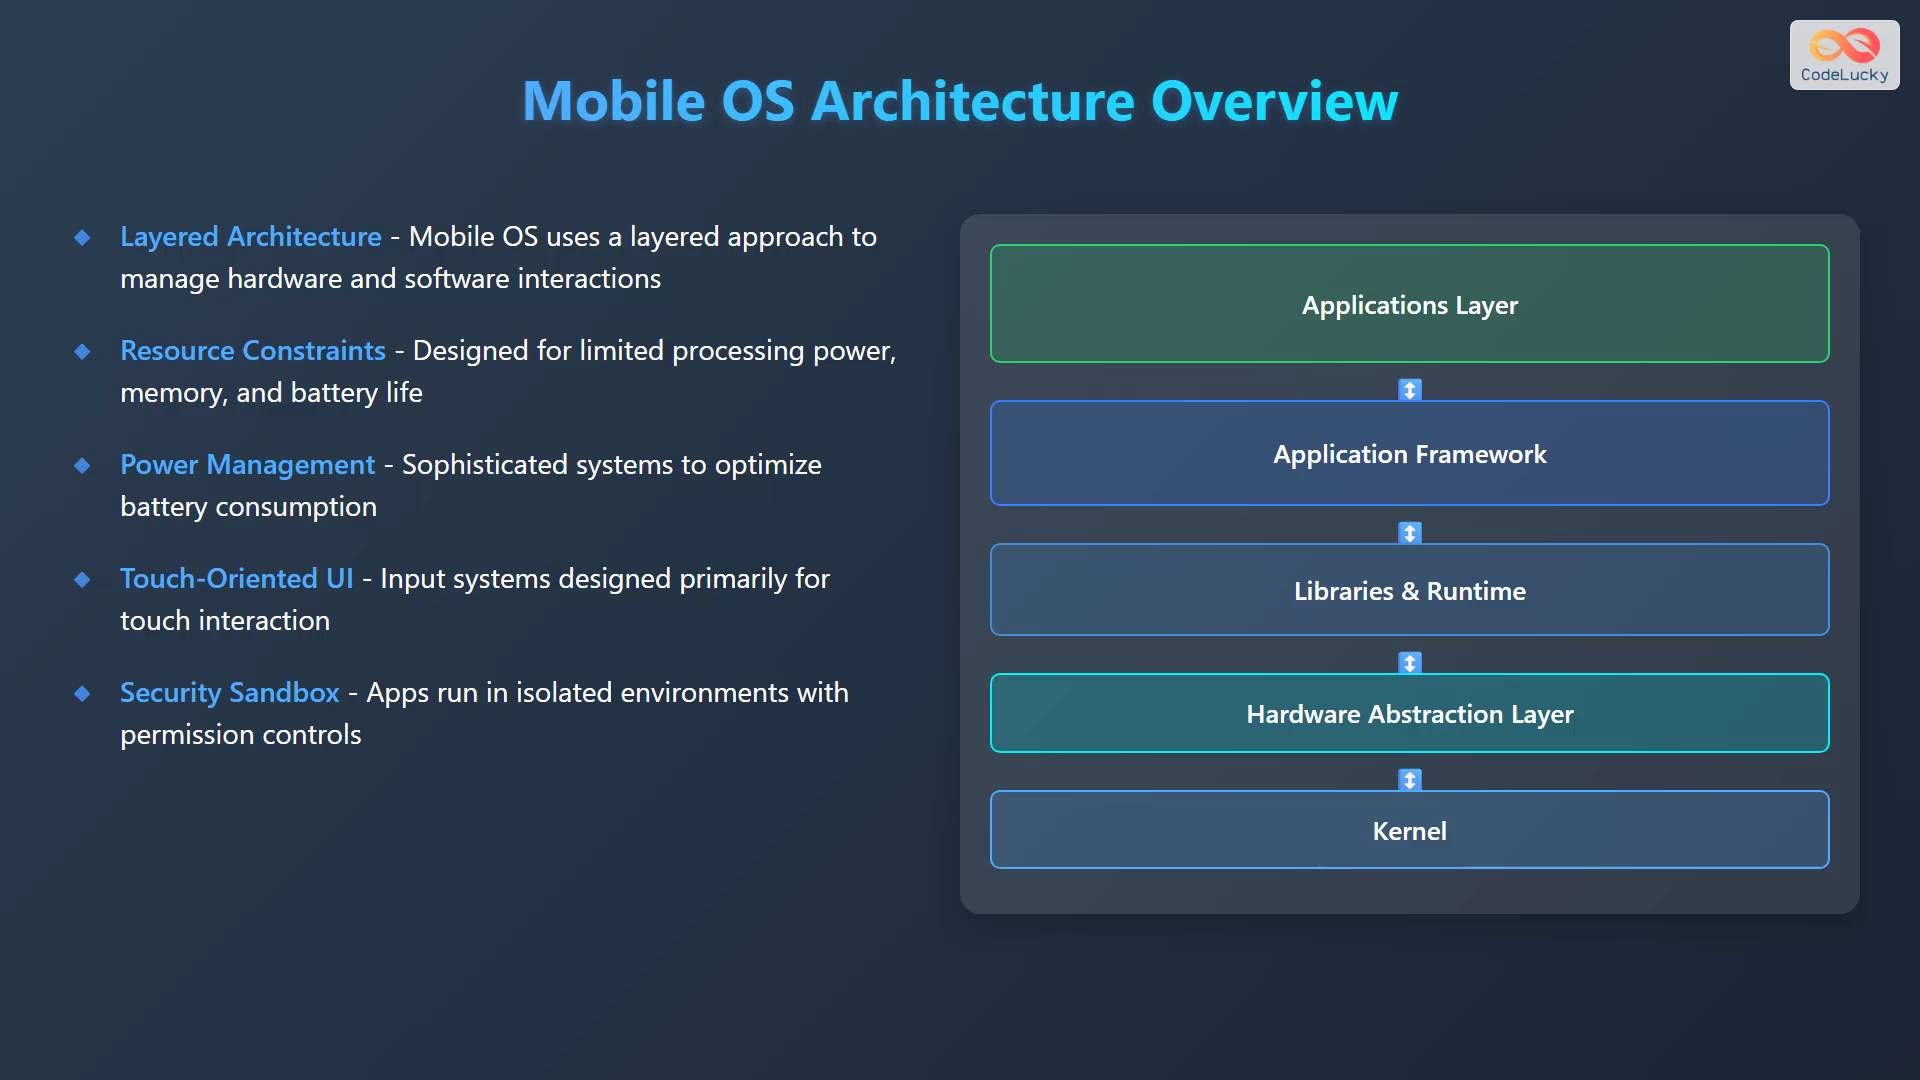 CodeLucky
Mobile OS Architecture Overview
Layered Architecture - Mobile OS uses a layered approach to
manage hardware and software interactions
Resource Constraints - Designed for limited processing power,
memory, and battery life
Power Management - Sophisticated systems to optimize
battery consumption
Touch-Oriented UI - Input systems designed primarily for
touch interaction
Security Sandbox - Apps run in isolated environments with
permission controls
Applications Layer
Application Framework
Libraries & Runtime
Hardware Abstraction Layer
Kernel